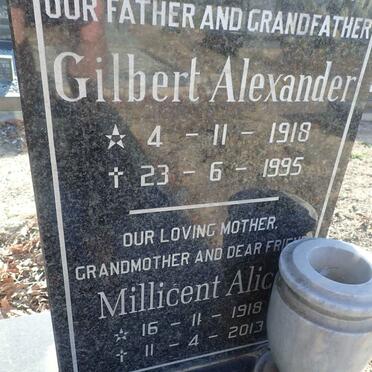 OUR FATHER AND GRANDFATHER
Gilbert Alexander
☆ 4 - 11 - 1918
✝ 23 - 6 - 1995
OUR LOVING MOTHER,
GRANDMOTHER AND DEAR
Millicent
☆ 16 - 11 - 1918
✝ 11 - 4 - 2013